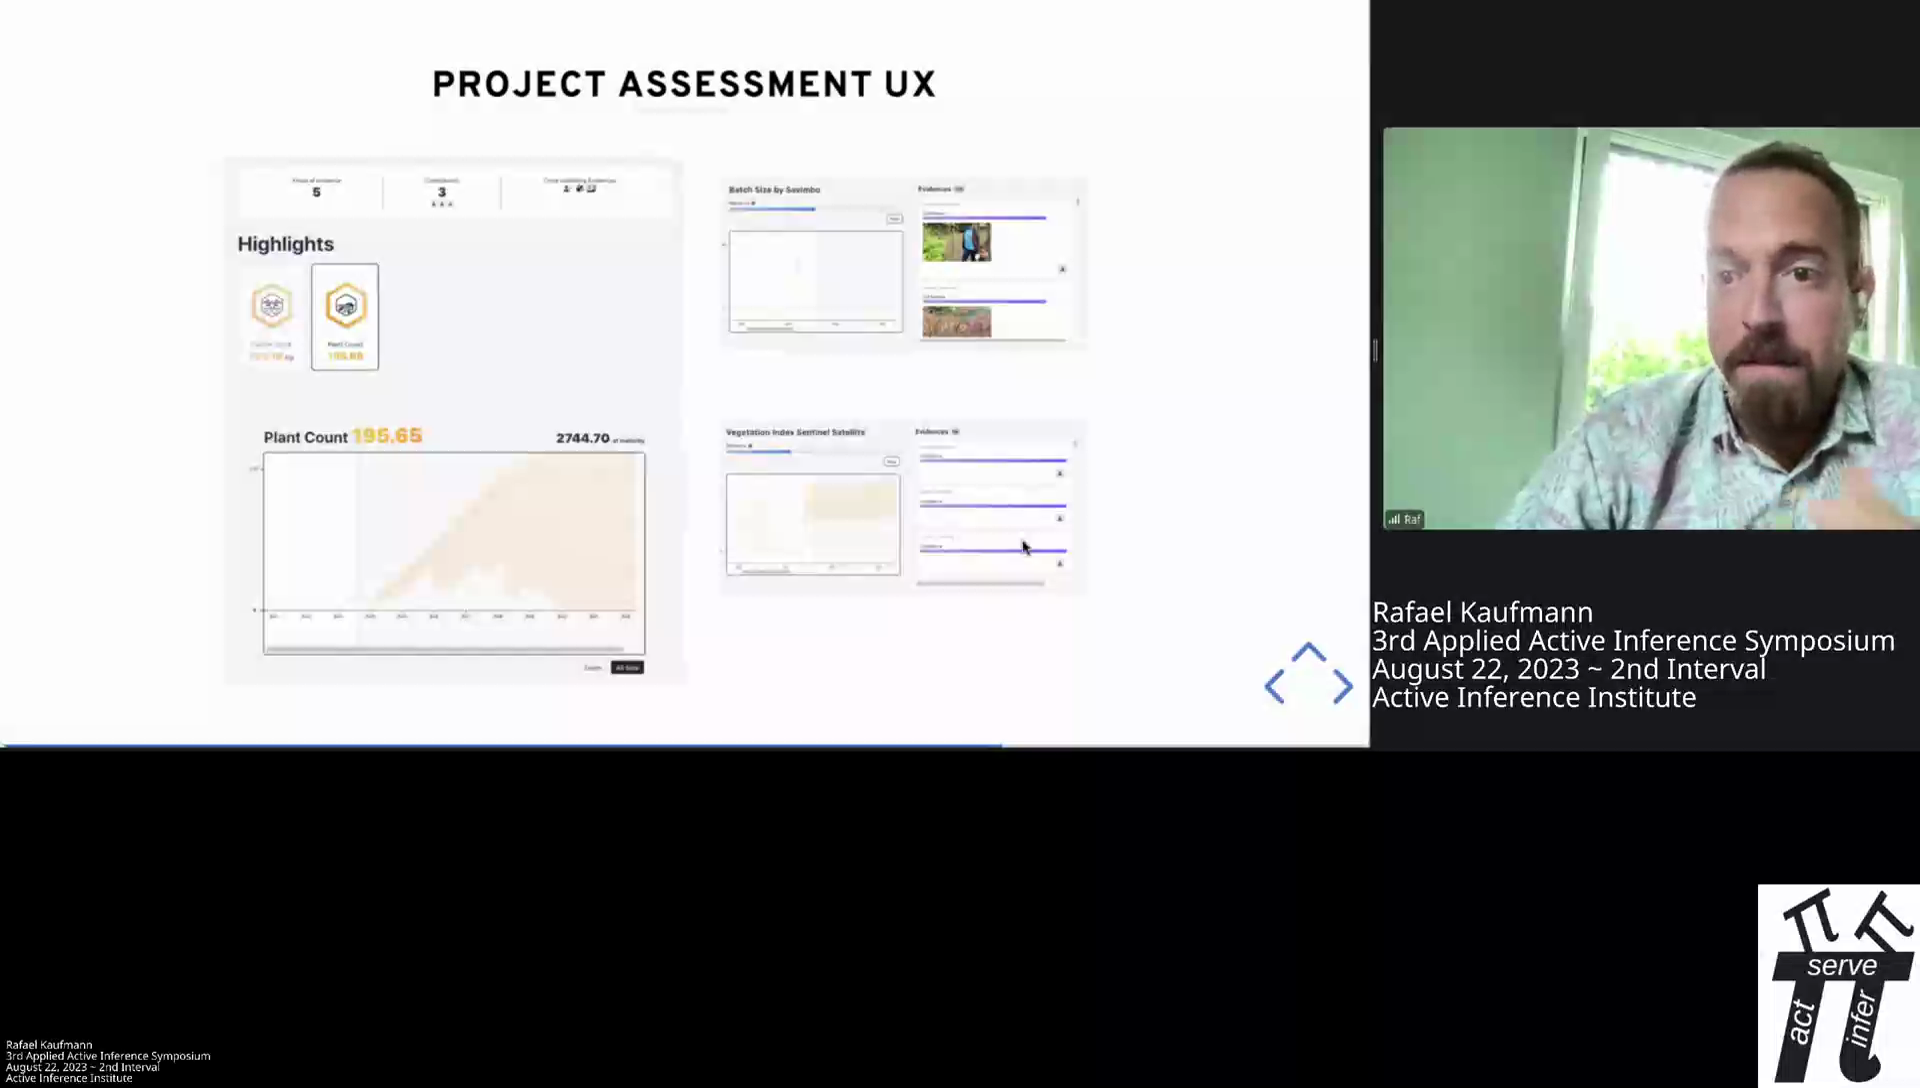 PROJECT ASSESSMENT UX
5
3
Highlights
Plant Count
195.65
Plant Count 195.65
2744.70 at maturity
Batch Size by Savimbo
Evidences
Vegetation Index Sentinel Satellite
Evidences
Raf
Rafael Kaufmann
3rd Applied Active Inference Symposium
August 22, 2023 ~ 2nd Interval
Active Inference Institute
serve
act
infer
Rafael Kaufmann
3rd Applied Active Inference Symposium
August 22, 2023 ~ 2nd Interval
Active Inference Institute